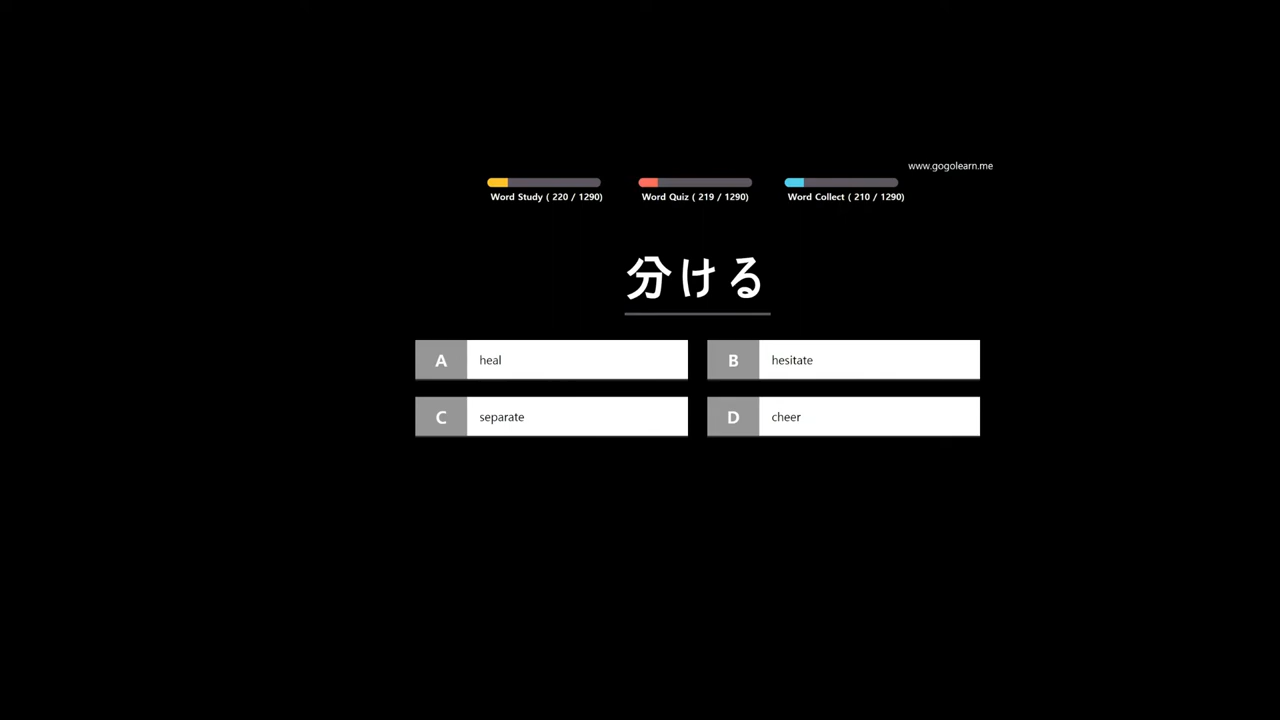 www.gogolearn.me
Word Study ( 220 / 1290)
Word Quiz ( 219 / 1290)
Word Collect ( 210 / 1290)
分ける
A heal
B hesitate
C separate
D cheer